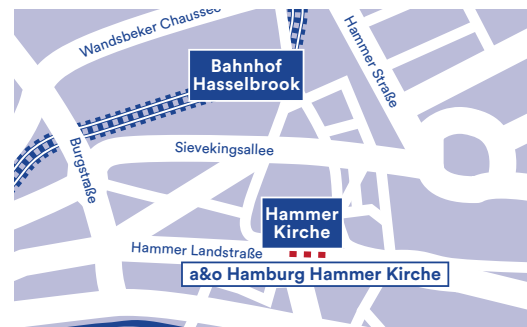 Wandsbeker Chaussee
Hammer Straße
Bahnhof
Hasselbrook
Burgstraße
Sievekingsallee
Hammer
Kirche
Hammer Landstraße
a&o Hamburg Hammer Kirche